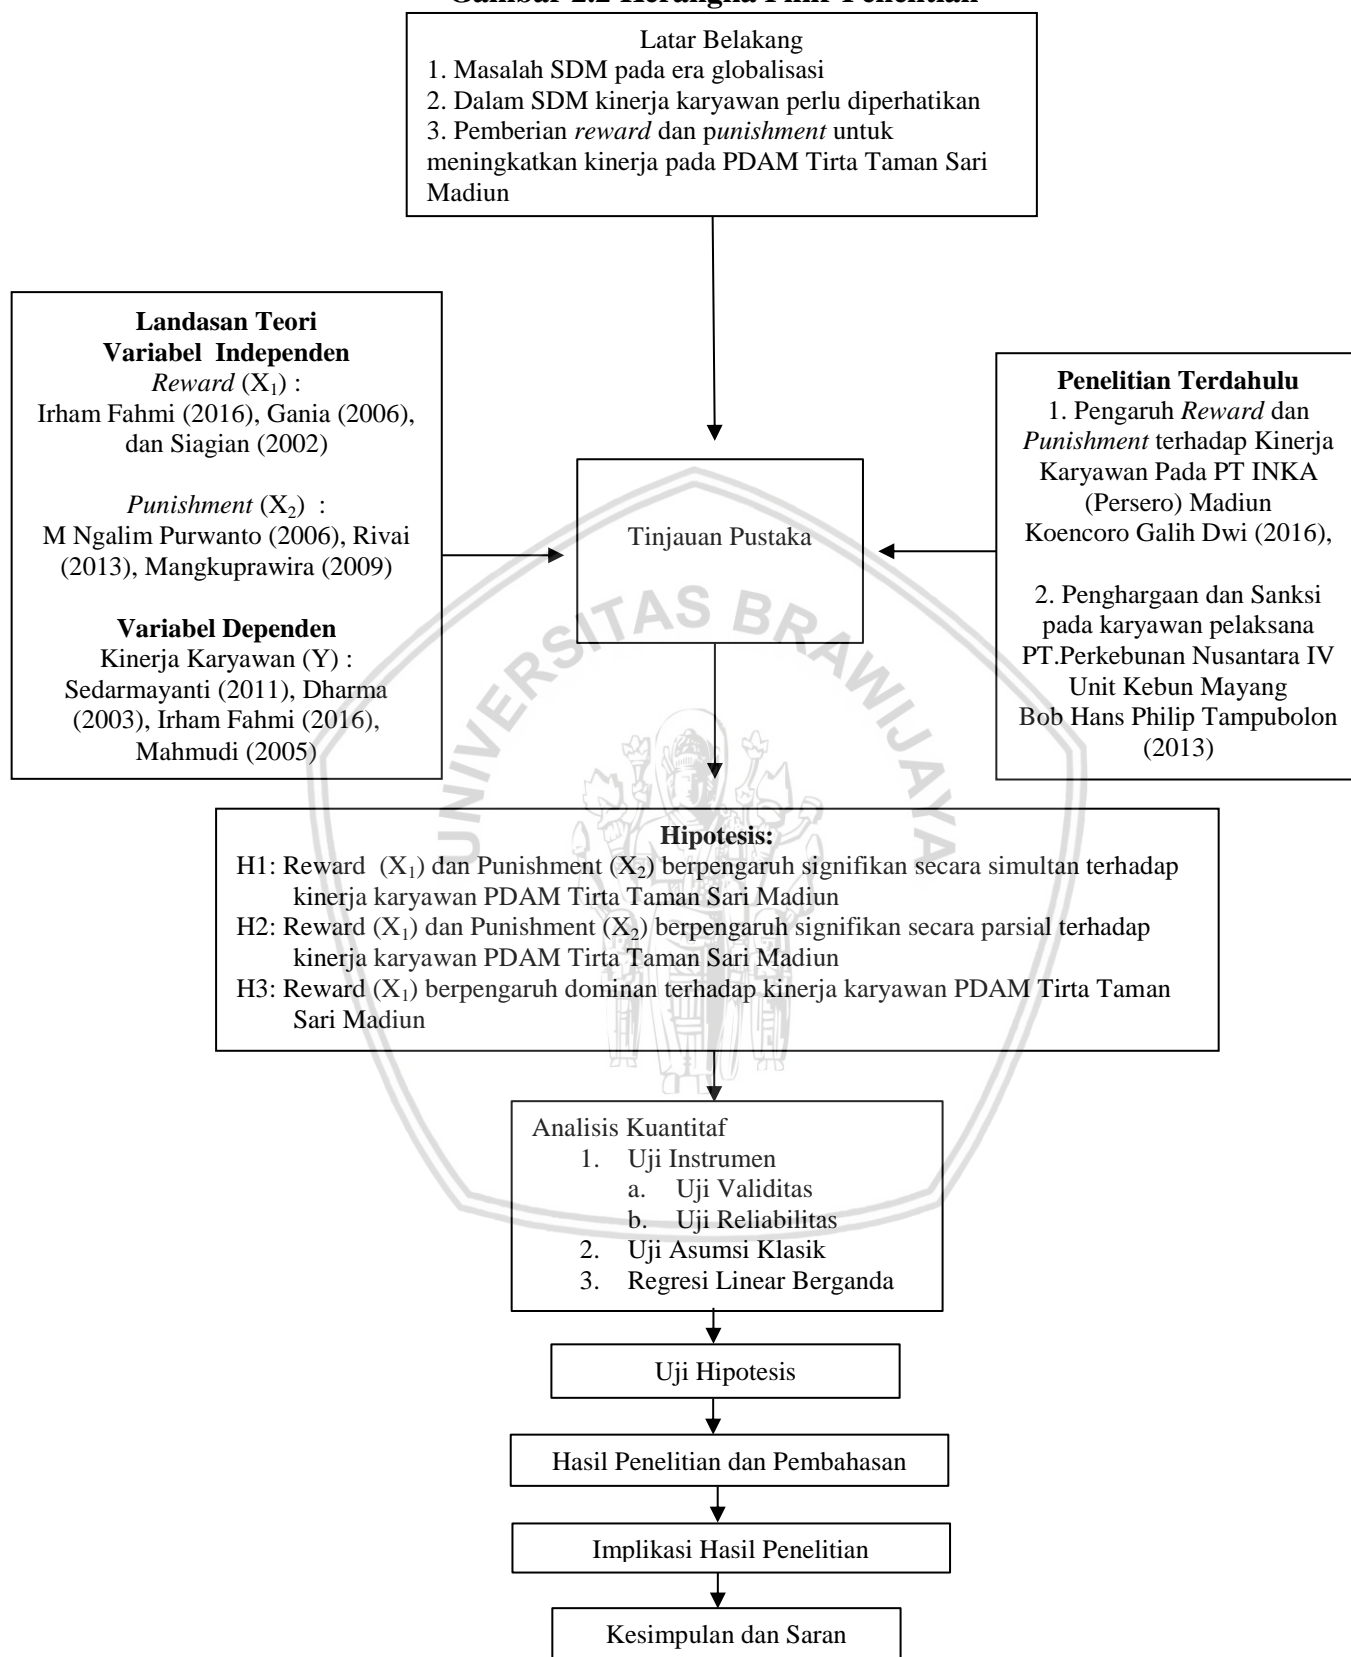 Gambar 2.2 Kerangka Pikir Penelitian
Latar Belakang
1. Masalah SDM pada era globalisasi
2. Dalam SDM kinerja karyawan perlu diperhatikan
3. Pemberian reward dan punishment untuk
meningkatkan kinerja pada PDAM Tirta Taman Sari
Madiun
Landasan Teori
Variabel Independen
Reward (X₁) :
Irham Fahmi (2016), Gania (2006),
dan Siagian (2002)
Punishment (X₂) :
M Ngalim Purwanto (2006), Rivai
(2013), Mangkuprawira (2009)
Variabel Dependen
Kinerja Karyawan (Y) :
Sedarmayanti (2011), Dharma
(2003), Irham Fahmi (2016),
Mahmudi (2005)
Tinjauan Pustaka
Penelitian Terdahulu
1. Pengaruh Reward dan
Punishment terhadap Kinerja
Karyawan Pada PT INKA
(Persero) Madiun
Koencoro Galih Dwi (2016),
2. Penghargaan dan Sanksi
pada karyawan pelaksana
PT.Perkebunan Nusantara IV
Unit Kebun Mayang
Bob Hans Philip Tampubolon
(2013)
UNIVERSITAS BRAWIJAYA
Hipotesis:
H1: Reward (X₁) dan Punishment (X₂) berpengaruh signifikan secara simultan terhadap
kinerja karyawan PDAM Tirta Taman Sari Madiun
H2: Reward (X₁) dan Punishment (X₂) berpengaruh signifikan secara parsial terhadap
kinerja karyawan PDAM Tirta Taman Sari Madiun
H3: Reward (X₁) berpengaruh dominan terhadap kinerja karyawan PDAM Tirta Taman
Sari Madiun
Analisis Kuantitaf
1. Uji Instrumen
a. Uji Validitas
b. Uji Reliabilitas
2. Uji Asumsi Klasik
3. Regresi Linear Berganda
Uji Hipotesis
Hasil Penelitian dan Pembahasan
Implikasi Hasil Penelitian
Kesimpulan dan Saran